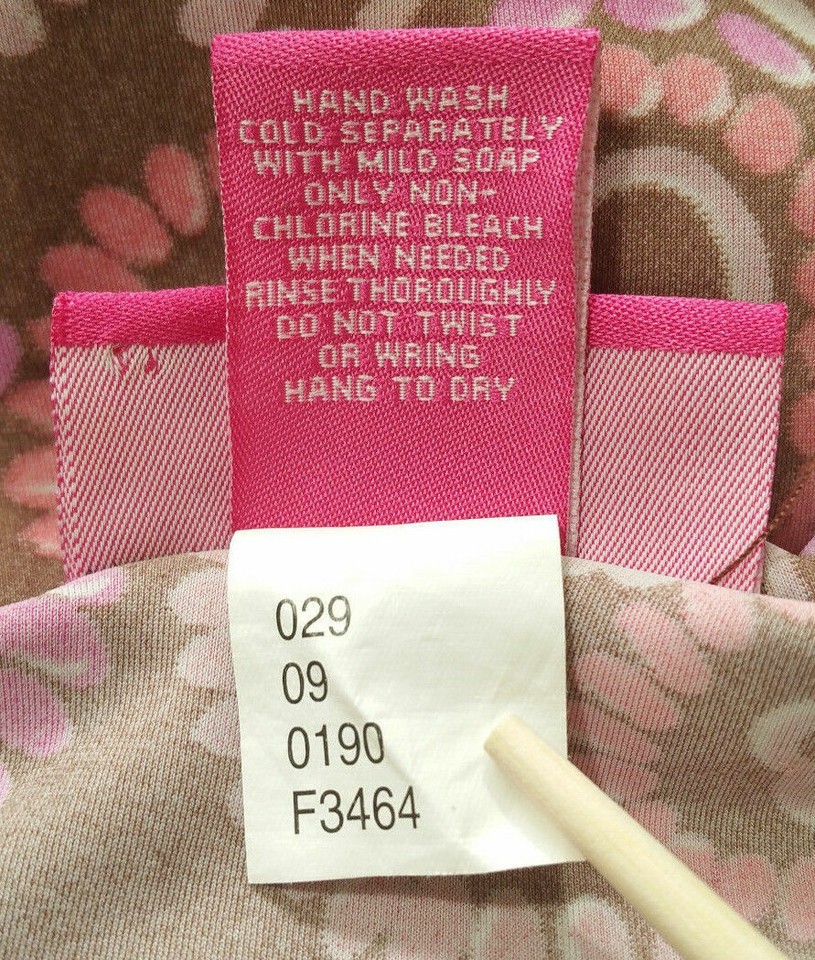 HAND WASH
COLD SEPARATELY
WITH MILD SOAP
ONLY NON-
CHLORINE BLEACH
WHEN NEEDED
RINSE THOROUGHLY
DO NOT TWIST
OR WRING
HANG TO DRY
029
09
0190
F3464